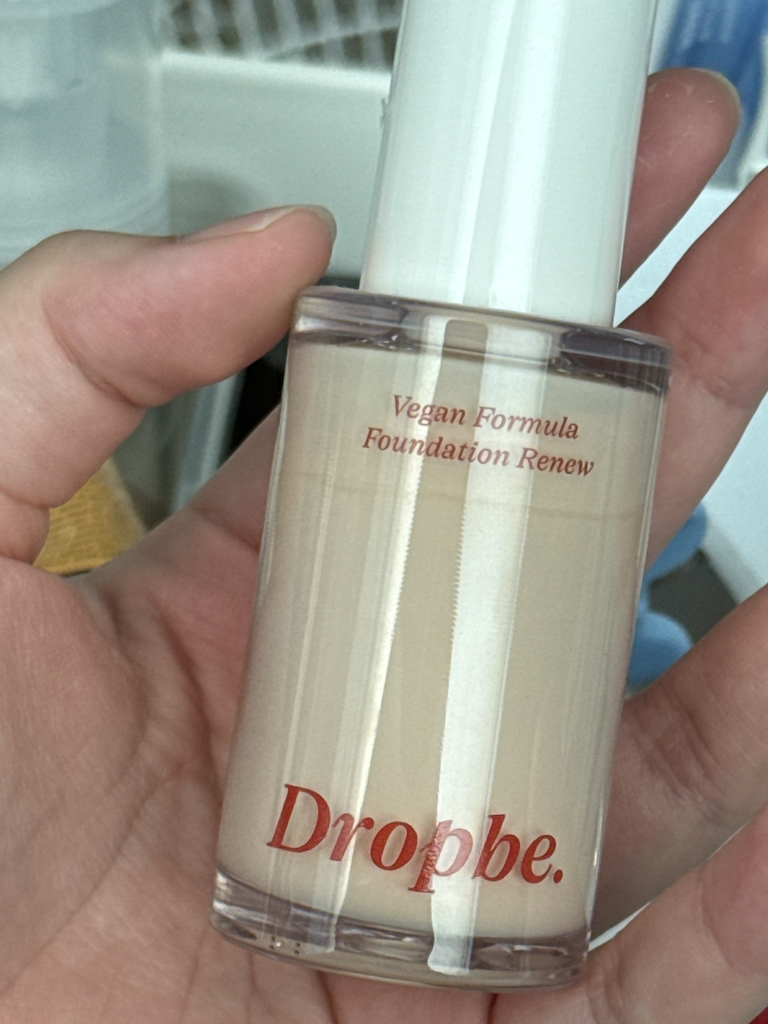 Vegan Formula
Foundation Renew
Dropbe.